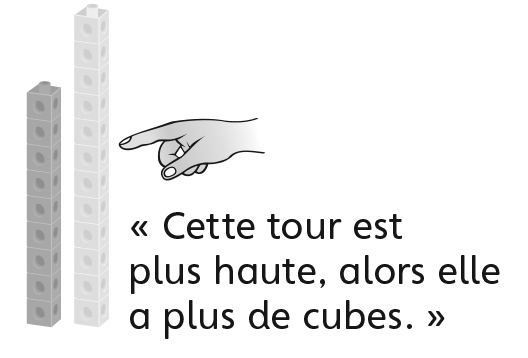 « Cette tour est
plus haute, alors elle
a plus de cubes. »